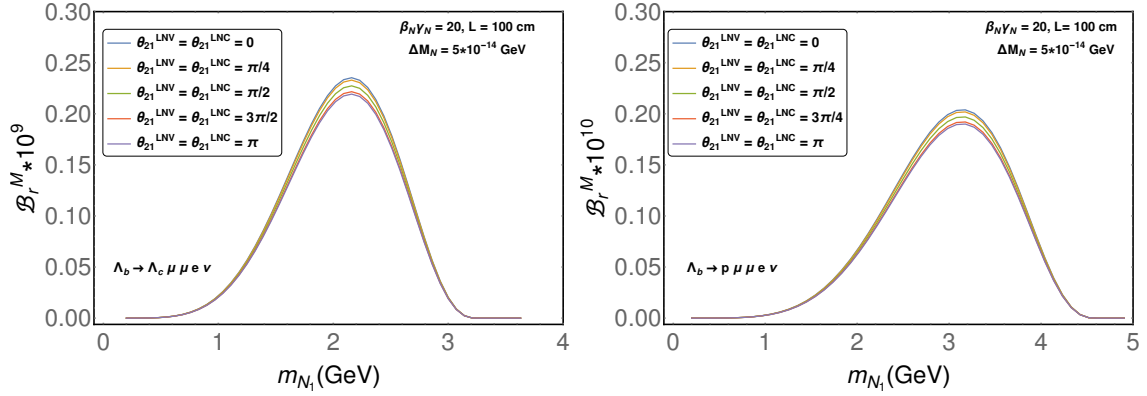 β_Nγ_N = 20, L = 100 cm
ΔM_N = 5*10^-14 GeV
θ_21^LNV = θ_21^LNC = 0
θ_21^LNV = θ_21^LNC = π/4
θ_21^LNV = θ_21^LNC = π/2
θ_21^LNV = θ_21^LNC = 3π/2
θ_21^LNV = θ_21^LNC = π
Λ_b → Λ_c μ μ e ν
ℬ_r^M*10^9
0.30
0.25
0.20
0.15
0.10
0.05
0.00
0 1 2 3 4
m_N_1(GeV)
β_Nγ_N = 20, L = 100 cm
ΔM_N = 5*10^-14 GeV
θ_21^LNV = θ_21^LNC = 0
θ_21^LNV = θ_21^LNC = π/4
θ_21^LNV = θ_21^LNC = π/2
θ_21^LNV = θ_21^LNC = 3π/4
θ_21^LNV = θ_21^LNC = π
Λ_b → p μ μ e ν
ℬ_r^M*10^10
0.30
0.25
0.20
0.15
0.10
0.05
0.00
0 1 2 3 4 5
m_N_1(GeV)